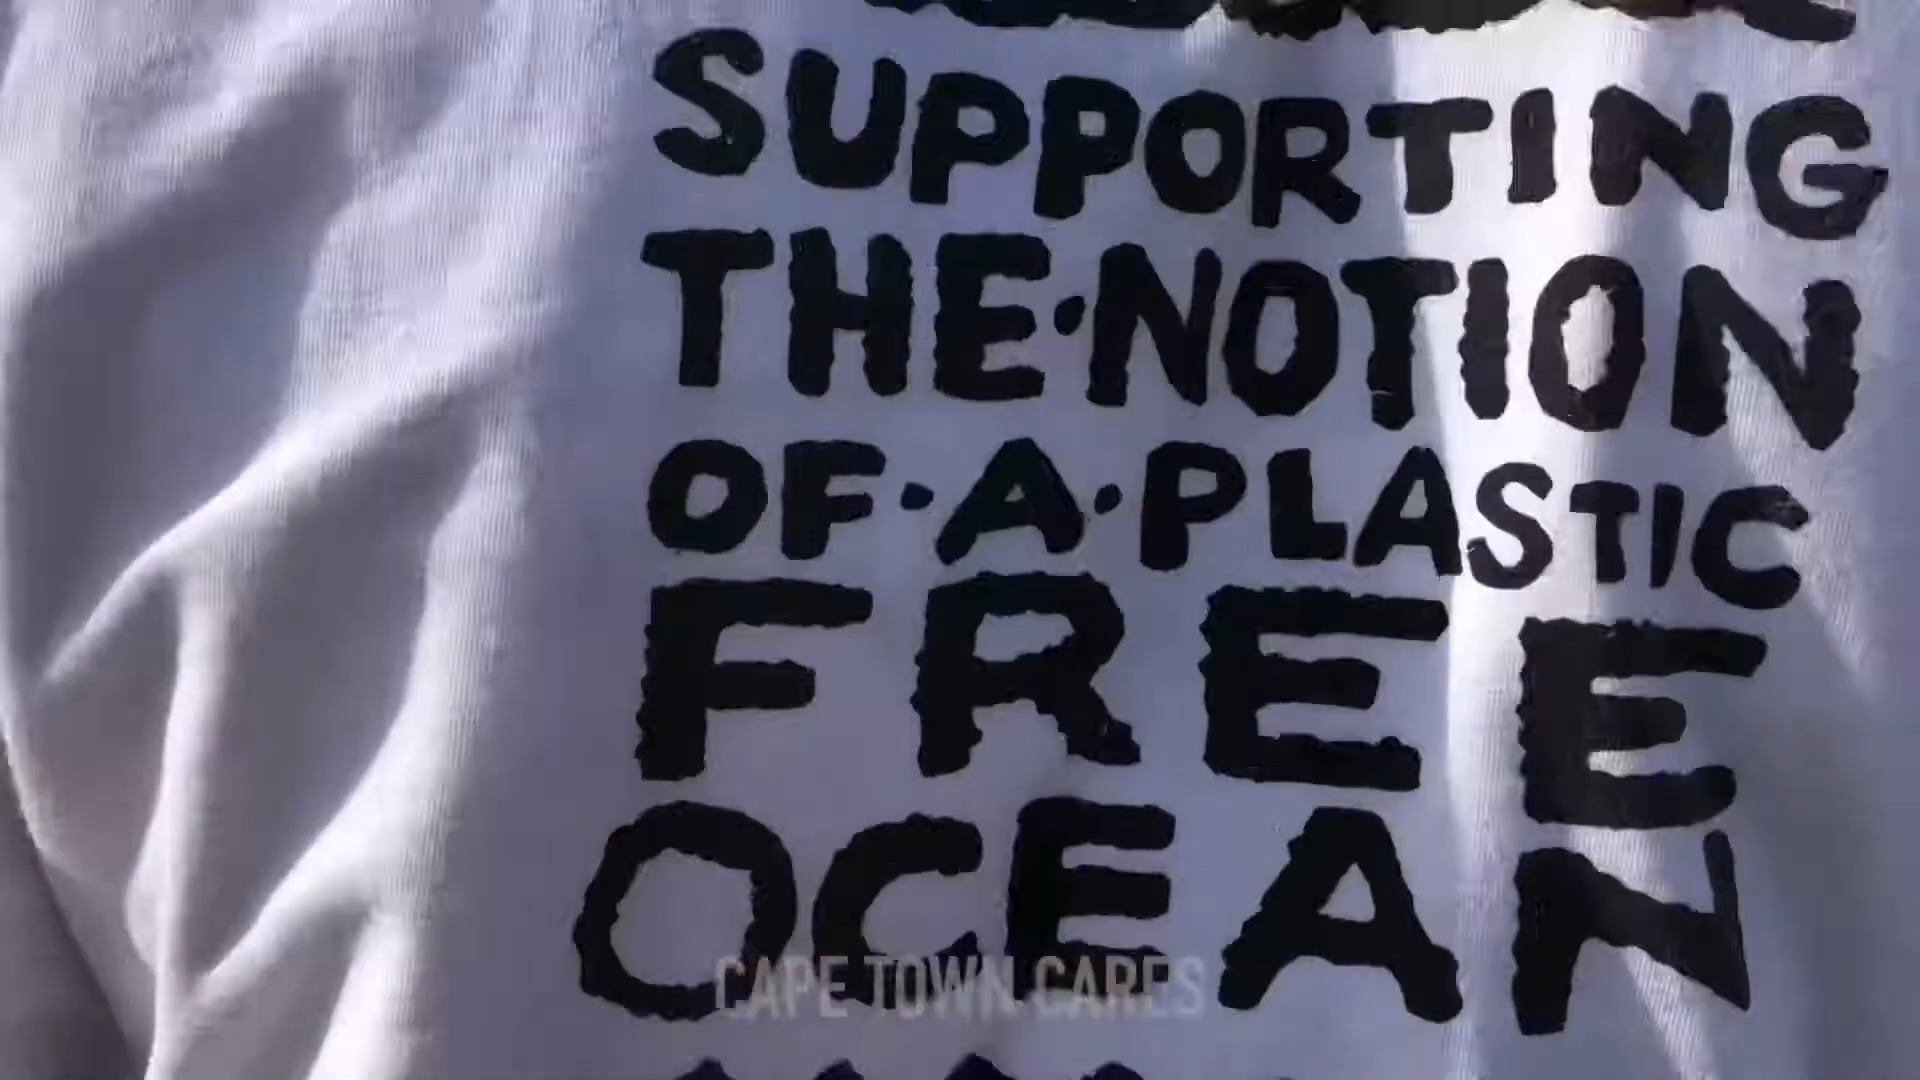 SUPPORTING
THE·NOTION
OF·A·PLASTIC
FREE
OCEAN
CAPE TOWN CARES